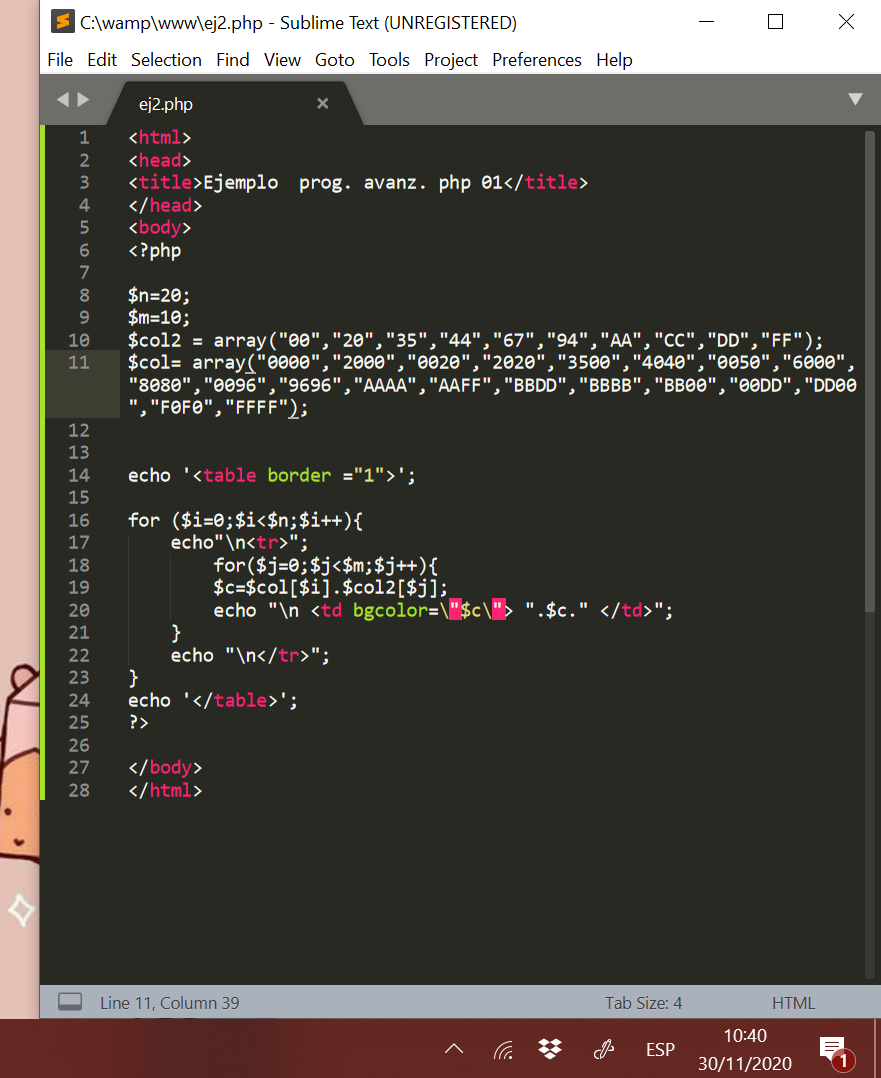 C:\wamp\www\ej2.php - Sublime Text (UNREGISTERED)
File Edit Selection Find View Goto Tools Project Preferences Help
ej2.php
1 <html>
2 <head>
3 <title>Ejemplo  prog. avanz. php 01</title>
4 </head>
5 <body>
6 <?php
7
8 $n=20;
9 $m=10;
10 $col2 = array("00","20","35","44","67","94","AA","CC","DD","FF");
11 $col= array("0000","2000","0020","2020","3500","4040","0050","6000",
"8080","0096","9696","AAAA","AAFF","BBDD","BBBB","BB00","00DD","DD00
","F0F0","FFFF");
12
13
14 echo '<table border ="1">';
15
16 for ($i=0;$i<$n;$i++){
17     echo"\n<tr>";
18         for($j=0;$j<$m;$j++){
19         $c=$col[$i].$col2[$j];
20         echo "\n <td bgcolor=\"$c\"> ".$c." </td>";
21     }
22     echo "\n</tr>";
23 }
24 echo '</table>';
25 ?>
26
27 </body>
28 </html>
Line 11, Column 39 Tab Size: 4 HTML
ESP
10:40
30/11/2020
1